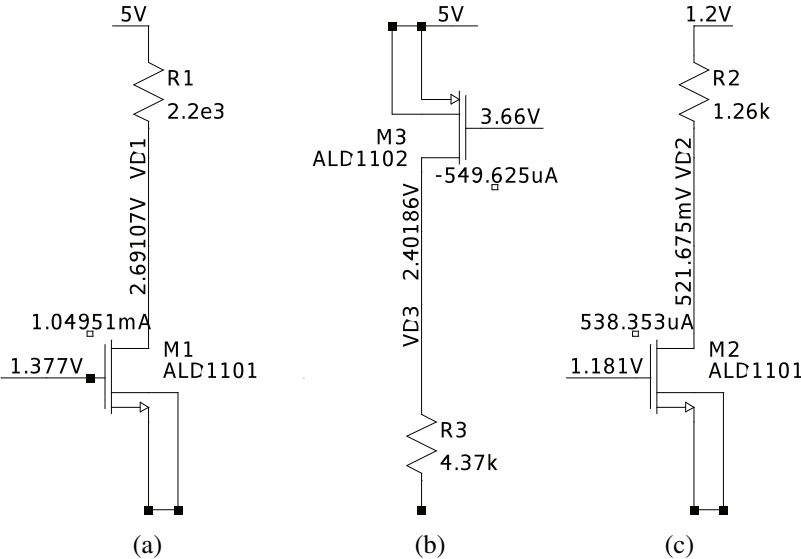 5V
R1
2.2e3
VD1
2.69107V
1.04951mA
M1
1.377V
ALD1101
(a)
5V
3.66V
M3
ALD1102
-549.625uA
2.40186V
VD3
R3
4.37k
(b)
1.2V
R2
1.26k
VD2
521.675mV
538.353uA
M2
1.181V
ALD1101
(c)